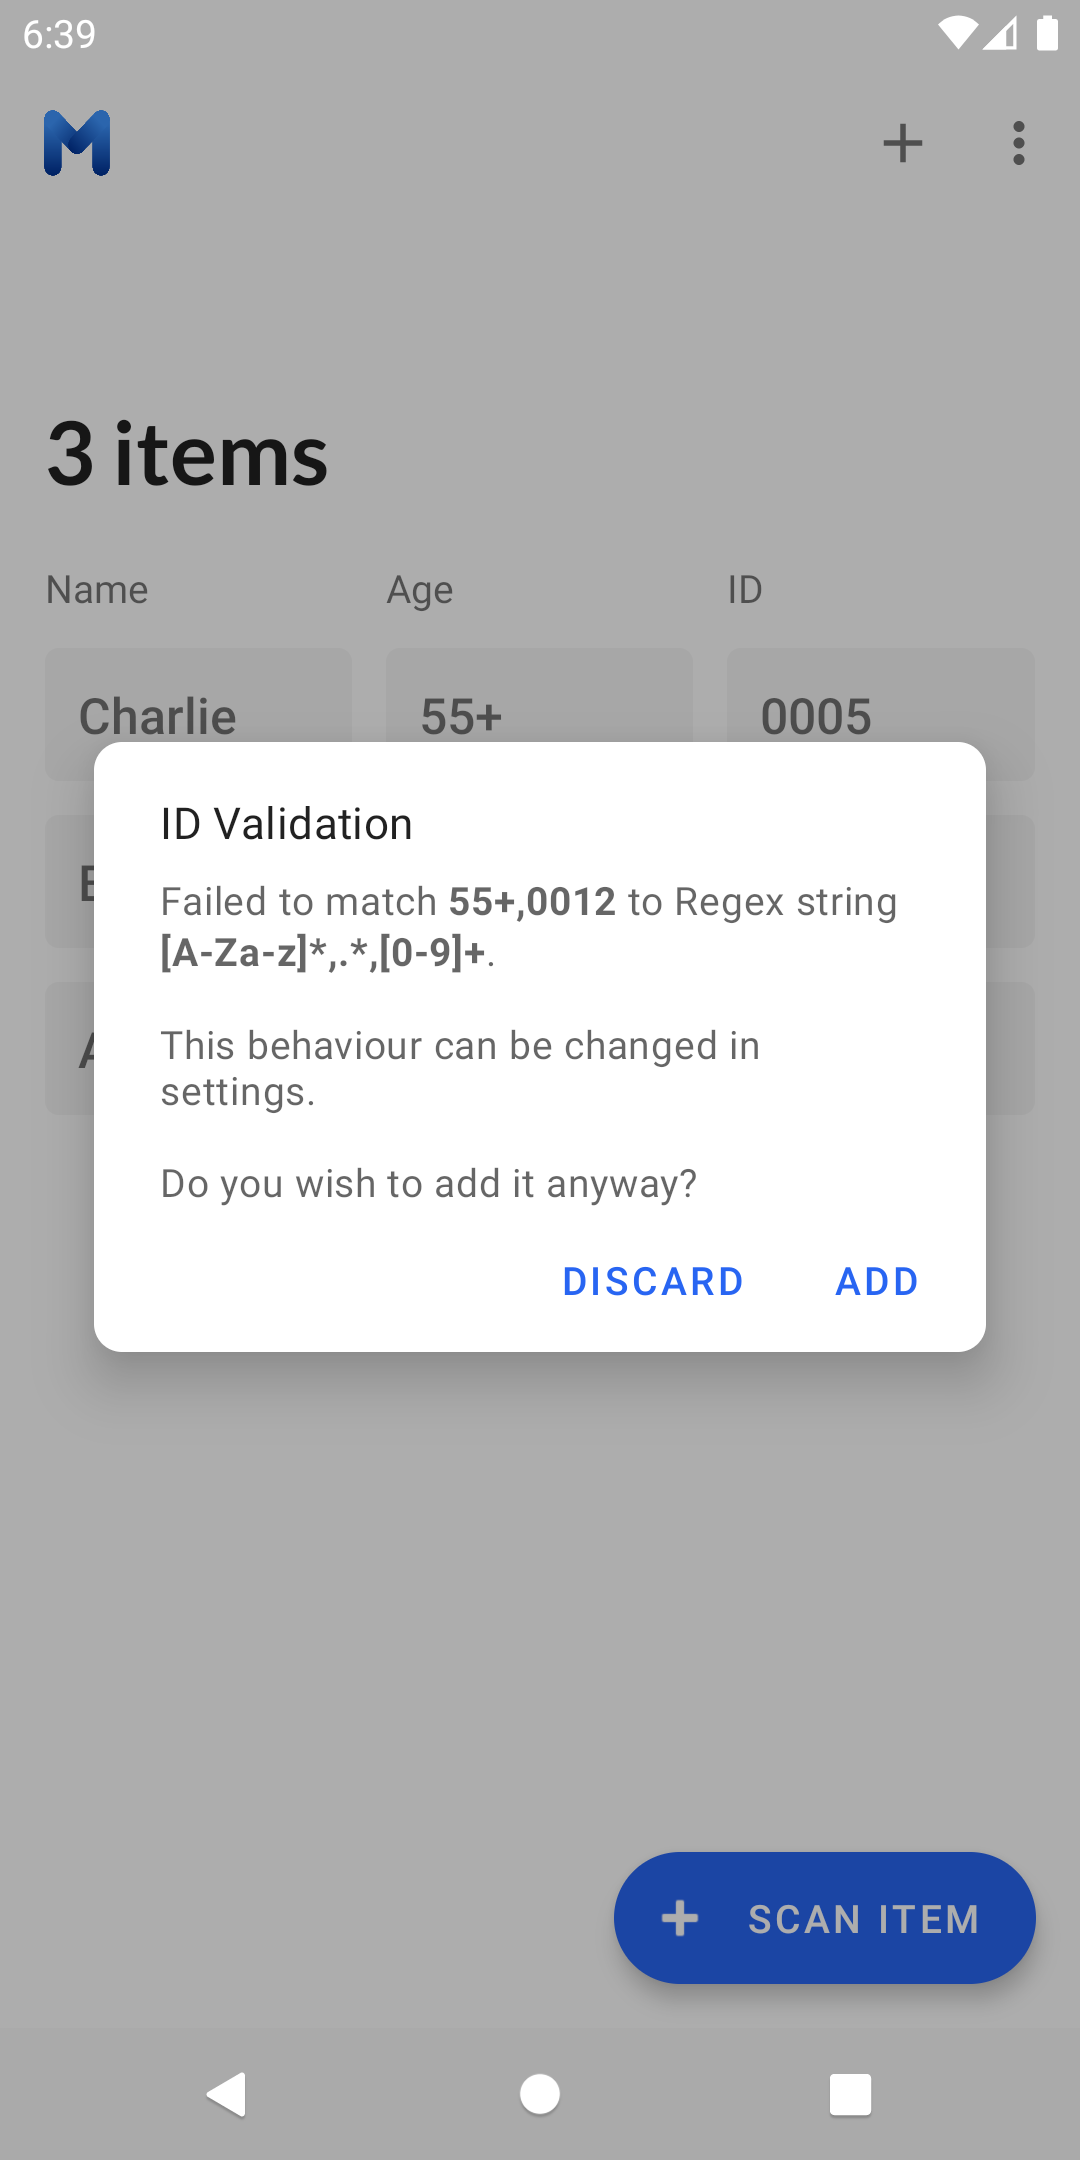 6:39
3 items
Name Age ID
Charlie 55+ 0005
ID Validation
Failed to match 55+,0012 to Regex string
[A-Za-z]*,.*,[0-9]+.
This behaviour can be changed in
settings.
Do you wish to add it anyway?
DISCARD ADD
SCAN ITEM